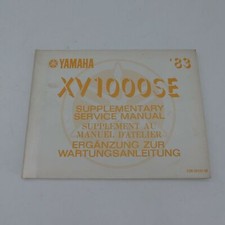 YAMAHA '83
XV1000SE
SUPPLEMENTARY
SERVICE MANUAL
SUPPLEMENT AU
MANUEL D'ATELIER
ERGÄNZUNG ZUR
WARTUNGSANLEITUNG